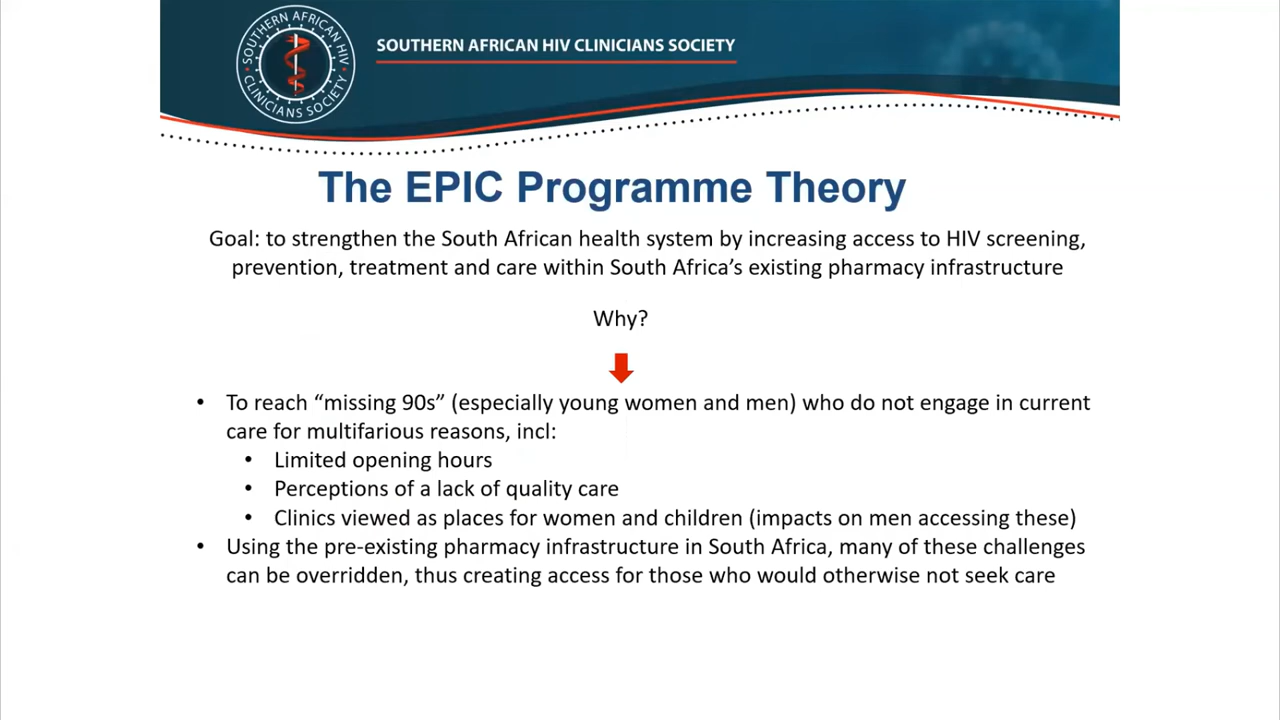 SOUTHERN AFRICAN HIV
CLINICIANS SOCIETY
SOUTHERN AFRICAN HIV CLINICIANS SOCIETY
The EPIC Programme Theory
Goal: to strengthen the South African health system by increasing access to HIV screening,
prevention, treatment and care within South Africa’s existing pharmacy infrastructure
Why?
• To reach “missing 90s” (especially young women and men) who do not engage in current
care for multifarious reasons, incl:
• Limited opening hours
• Perceptions of a lack of quality care
• Clinics viewed as places for women and children (impacts on men accessing these)
• Using the pre-existing pharmacy infrastructure in South Africa, many of these challenges
can be overridden, thus creating access for those who would otherwise not seek care